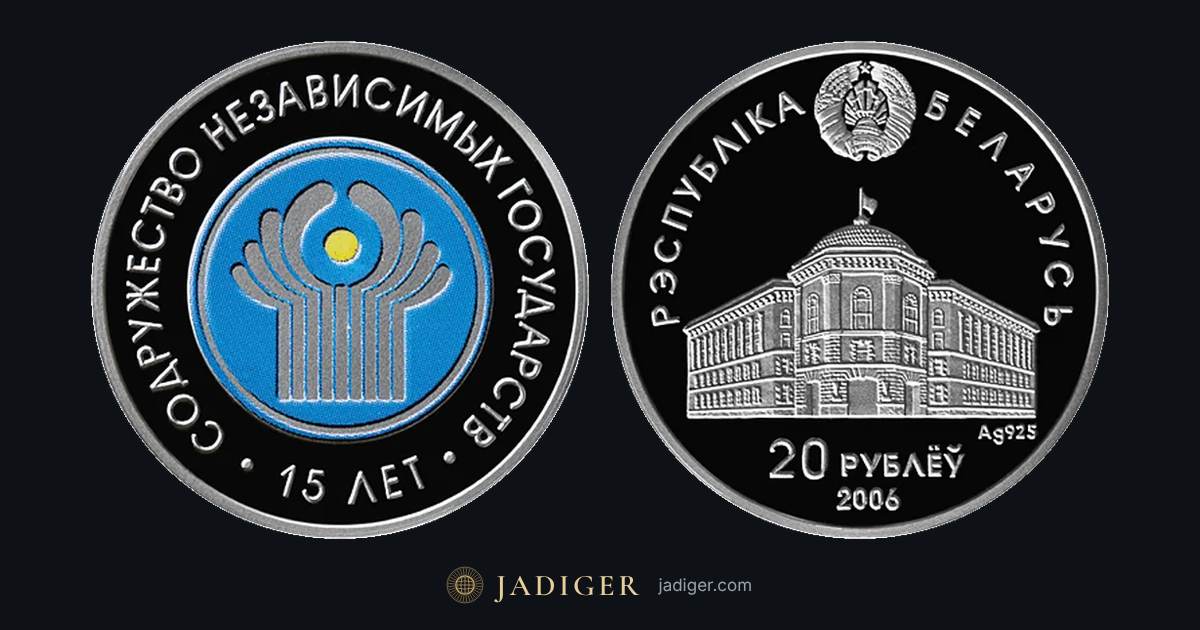 СОДРУЖЕСТВО НЕЗАВИСИМЫХ ГОСУДАРСТВ
• 15 ЛЕТ •
РЭСПУБЛІКА БЕЛАРУСЬ
Ag925
20 РУБЛЁЎ
2006
JADIGER jadiger.com